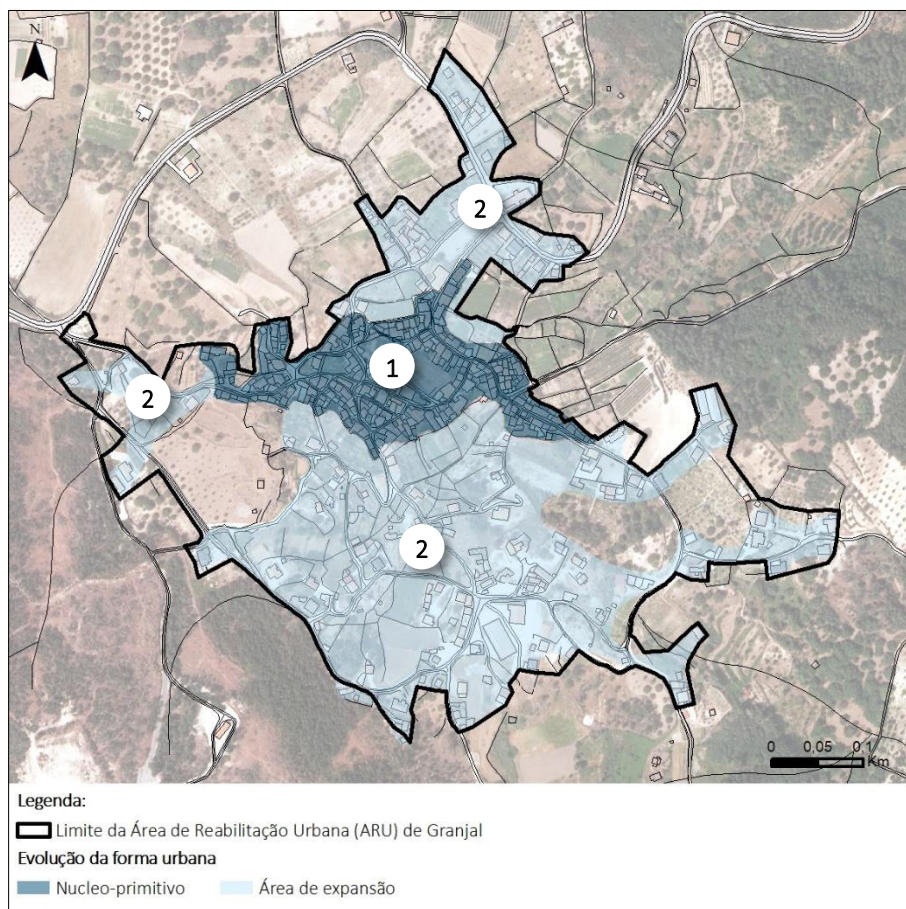 N
2
1
2
2
0 0,05 0,1
Km
Legenda:
Limite da Área de Reabilitação Urbana (ARU) de Granjal
Evolução da forma urbana
Nucleo-primitivo Área de expansão